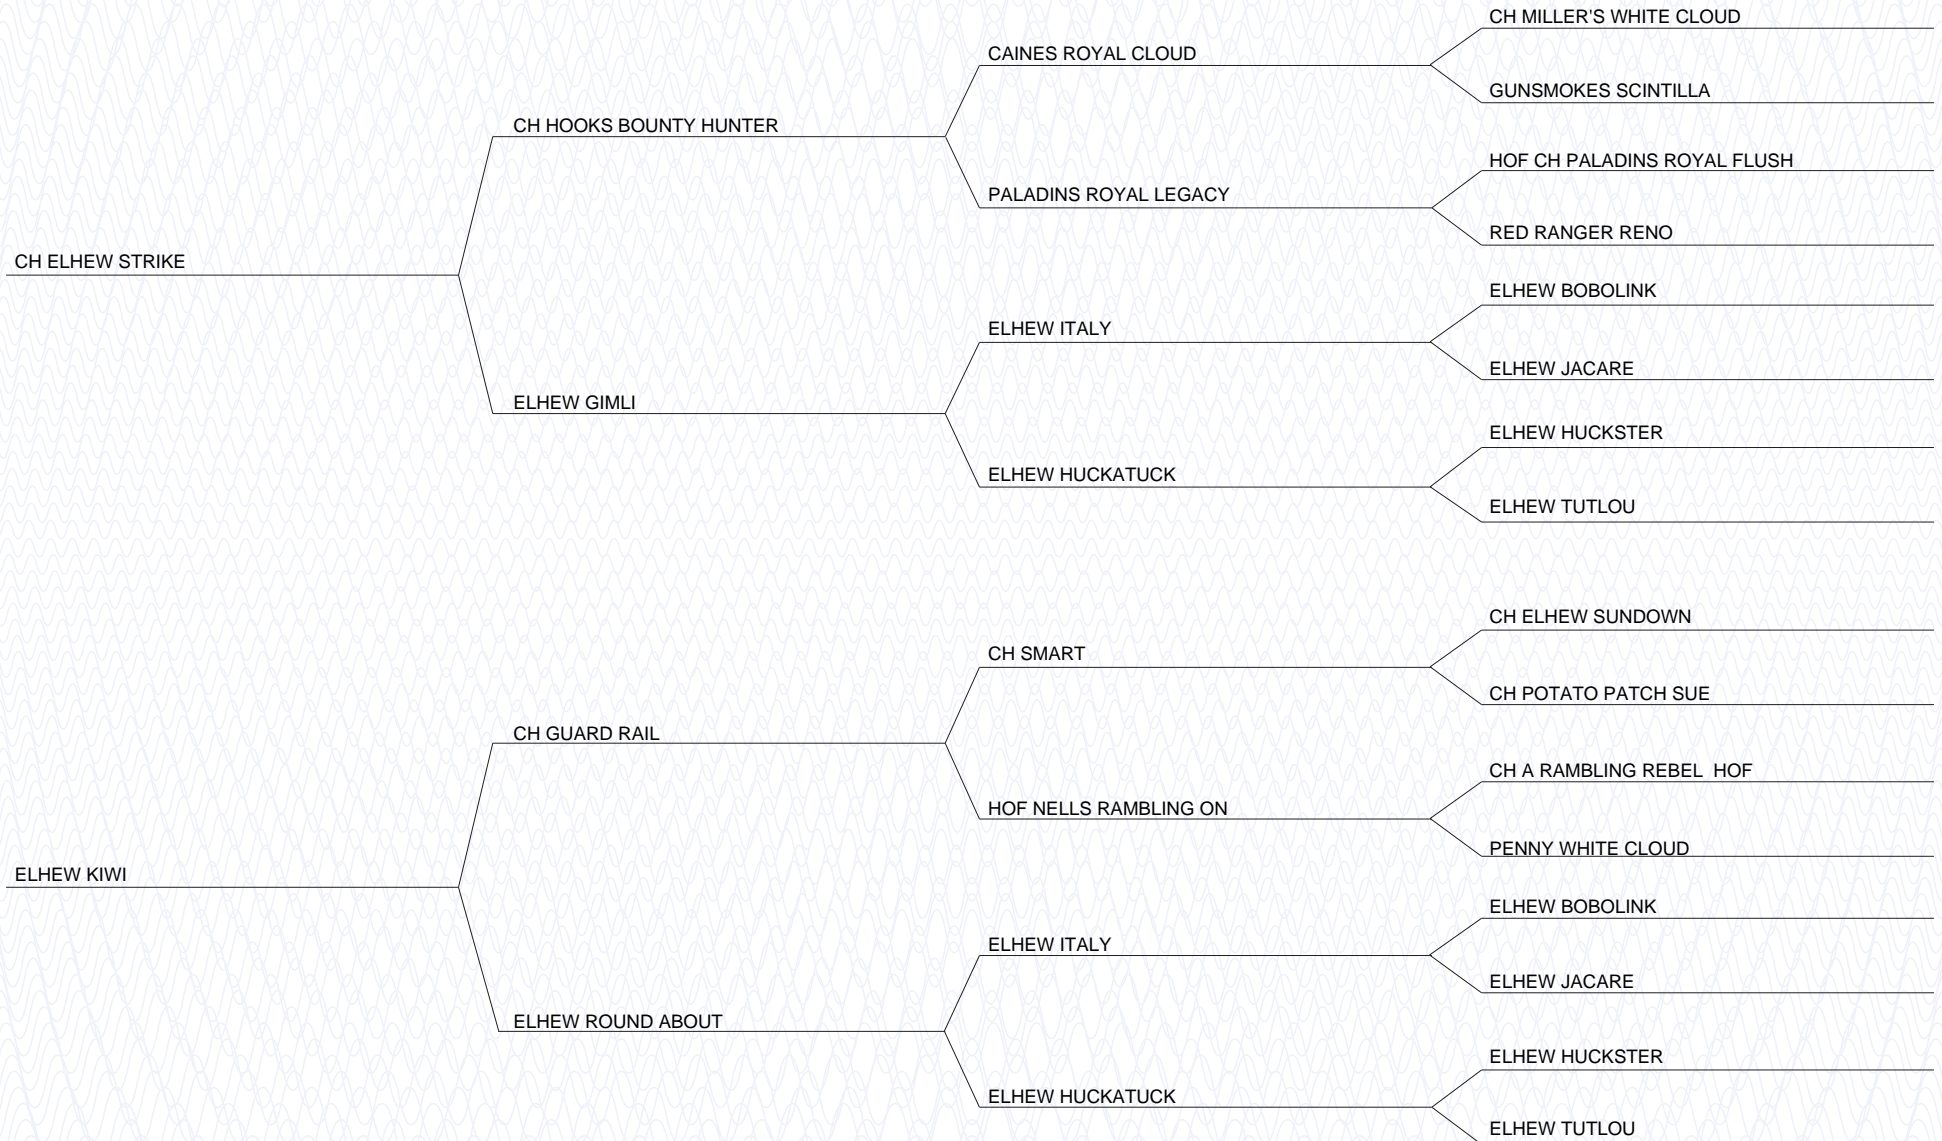 CH MILLER'S WHITE CLOUD
CAINES ROYAL CLOUD
GUNSMOKES SCINTILLA
CH HOOKS BOUNTY HUNTER
HOF CH PALADINS ROYAL FLUSH
PALADINS ROYAL LEGACY
RED RANGER RENO
CH ELHEW STRIKE
ELHEW BOBOLINK
ELHEW ITALY
ELHEW JACARE
ELHEW GIMLI
ELHEW HUCKSTER
ELHEW HUCKATUCK
ELHEW TUTLOU
CH ELHEW SUNDOWN
CH SMART
CH POTATO PATCH SUE
CH GUARD RAIL
CH A RAMBLING REBEL  HOF
HOF NELLS RAMBLING ON
PENNY WHITE CLOUD
ELHEW KIWI
ELHEW BOBOLINK
ELHEW ITALY
ELHEW JACARE
ELHEW ROUND ABOUT
ELHEW HUCKSTER
ELHEW HUCKATUCK
ELHEW TUTLOU